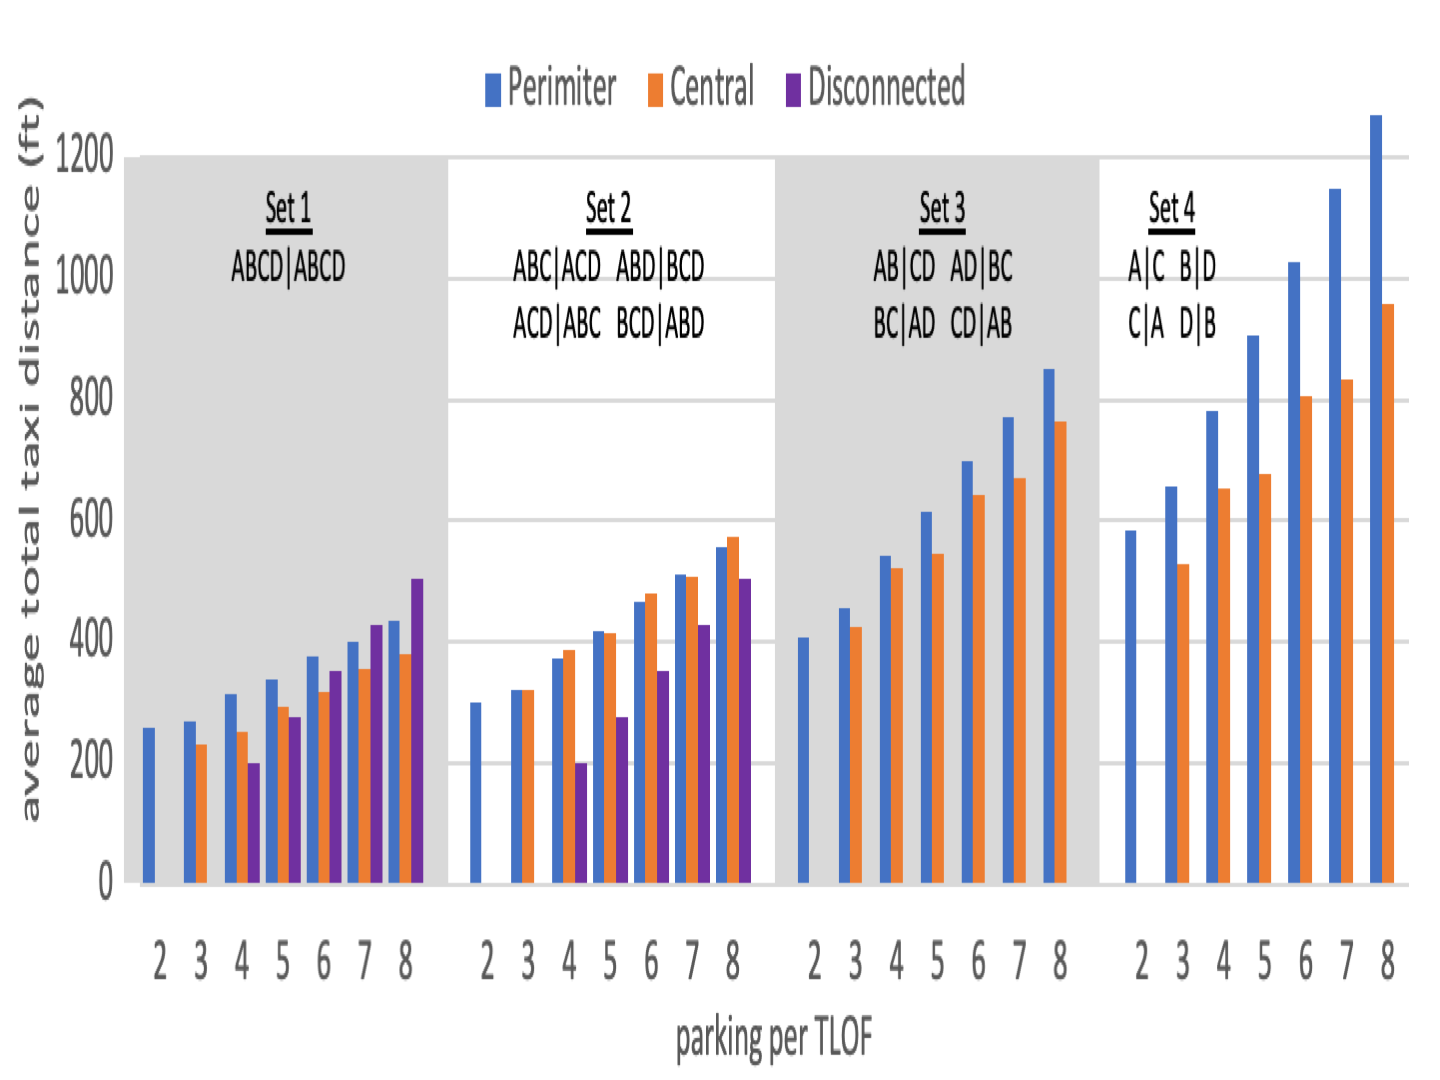 Perimiter Central Disconnected
average total taxi distance (ft)
1200
1000
800
600
400
200
0
Set 1
ABCD|ABCD
Set 2
ABC|ACD ABD|BCD
ACD|ABC BCD|ABD
Set 3
AB|CD AD|BC
BC|AD CD|AB
Set 4
A|C B|D
C|A D|B
2 3 4 5 6 7 8 2 3 4 5 6 7 8 2 3 4 5 6 7 8 2 3 4 5 6 7 8
parking per TLOF